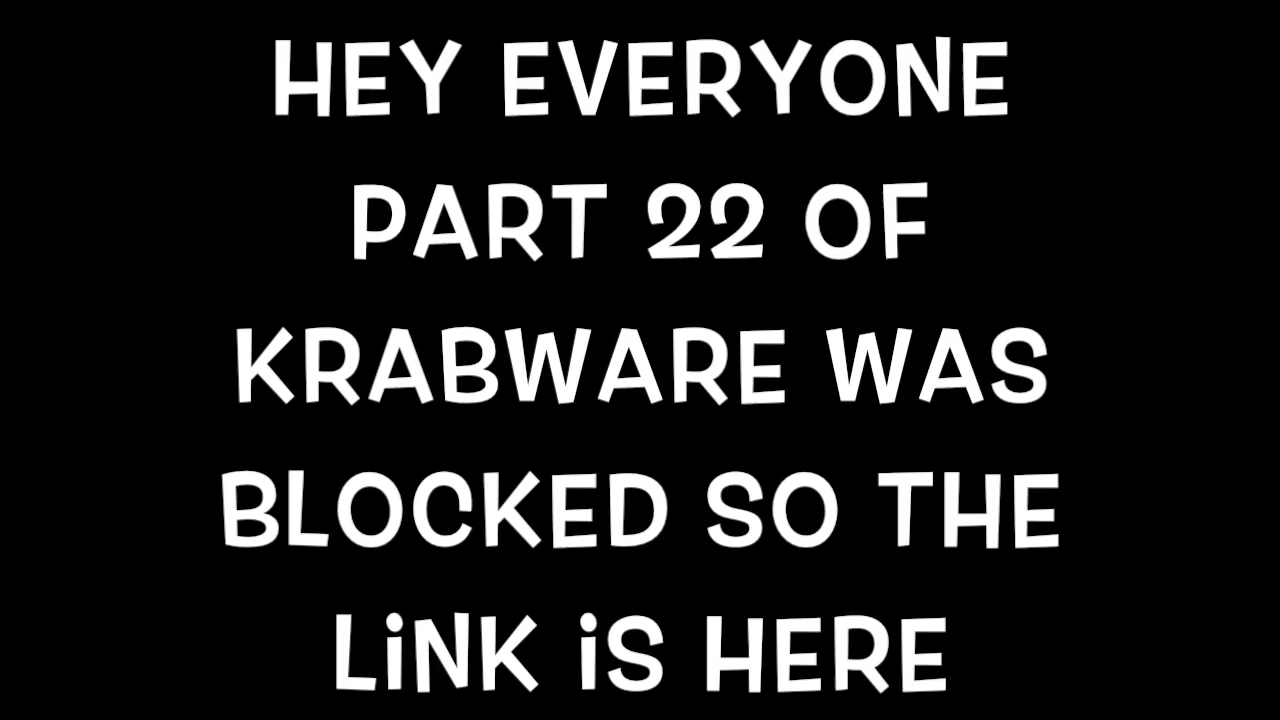 HEY EVERYONE
PART 22 OF
KRABWARE WAS
BLOCKED SO THE
LiNK iS HERE